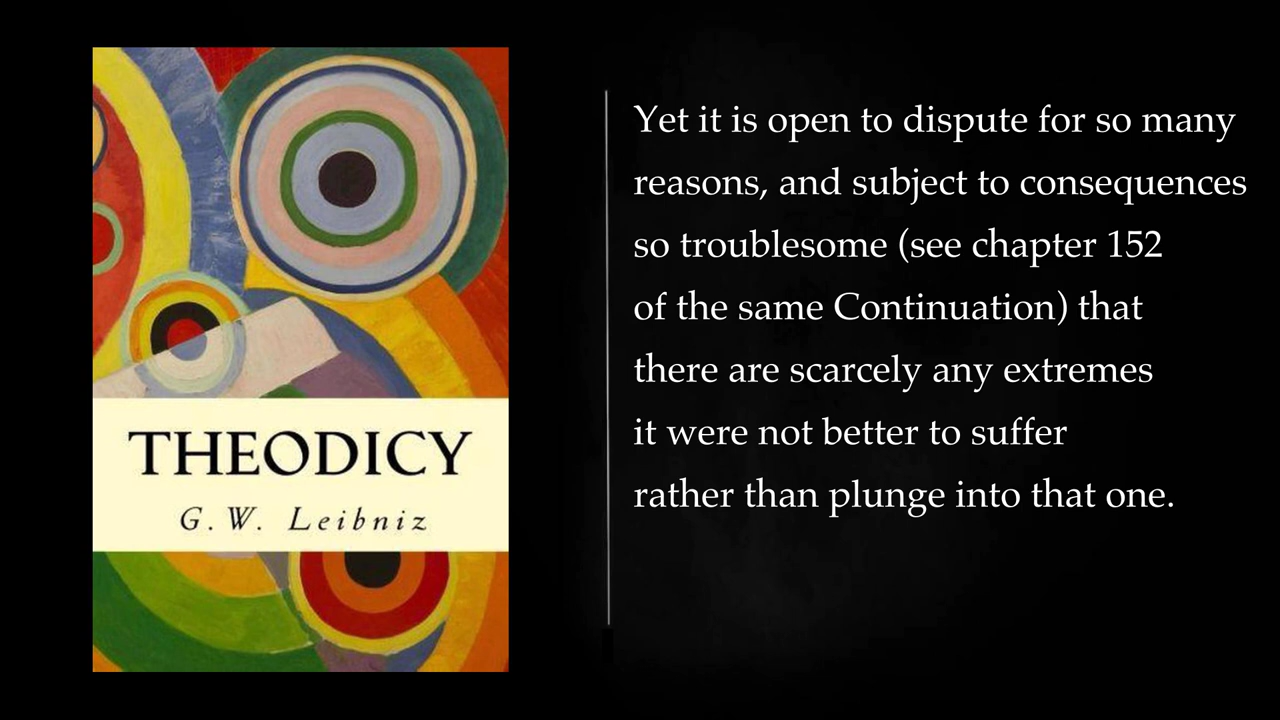 THEODICY
G. W. Leibniz
Yet it is open to dispute for so many
reasons, and subject to consequences
so troublesome (see chapter 152
of the same Continuation) that
there are scarcely any extremes
it were not better to suffer
rather than plunge into that one.